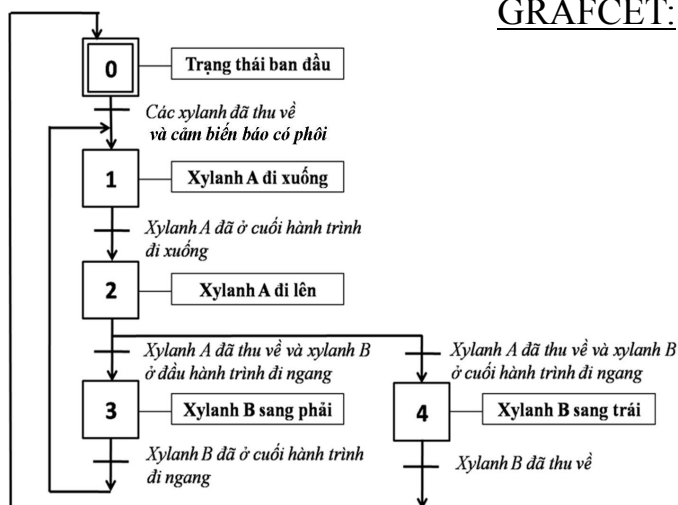 GRAFCET:
0
Trạng thái ban đầu
Các xylanh đã thu về
và cảm biến báo có phôi
1
Xylanh A đi xuống
Xylanh A đã ở cuối hành trình
đi xuống
2
Xylanh A đi lên
Xylanh A đã thu về và xylanh B
ở đầu hành trình đi ngang
Xylanh A đã thu về và xylanh B
ở cuối hành trình đi ngang
3
Xylanh B sang phải
4
Xylanh B sang trái
Xylanh B đã ở cuối hành trình
đi ngang
Xylanh B đã thu về